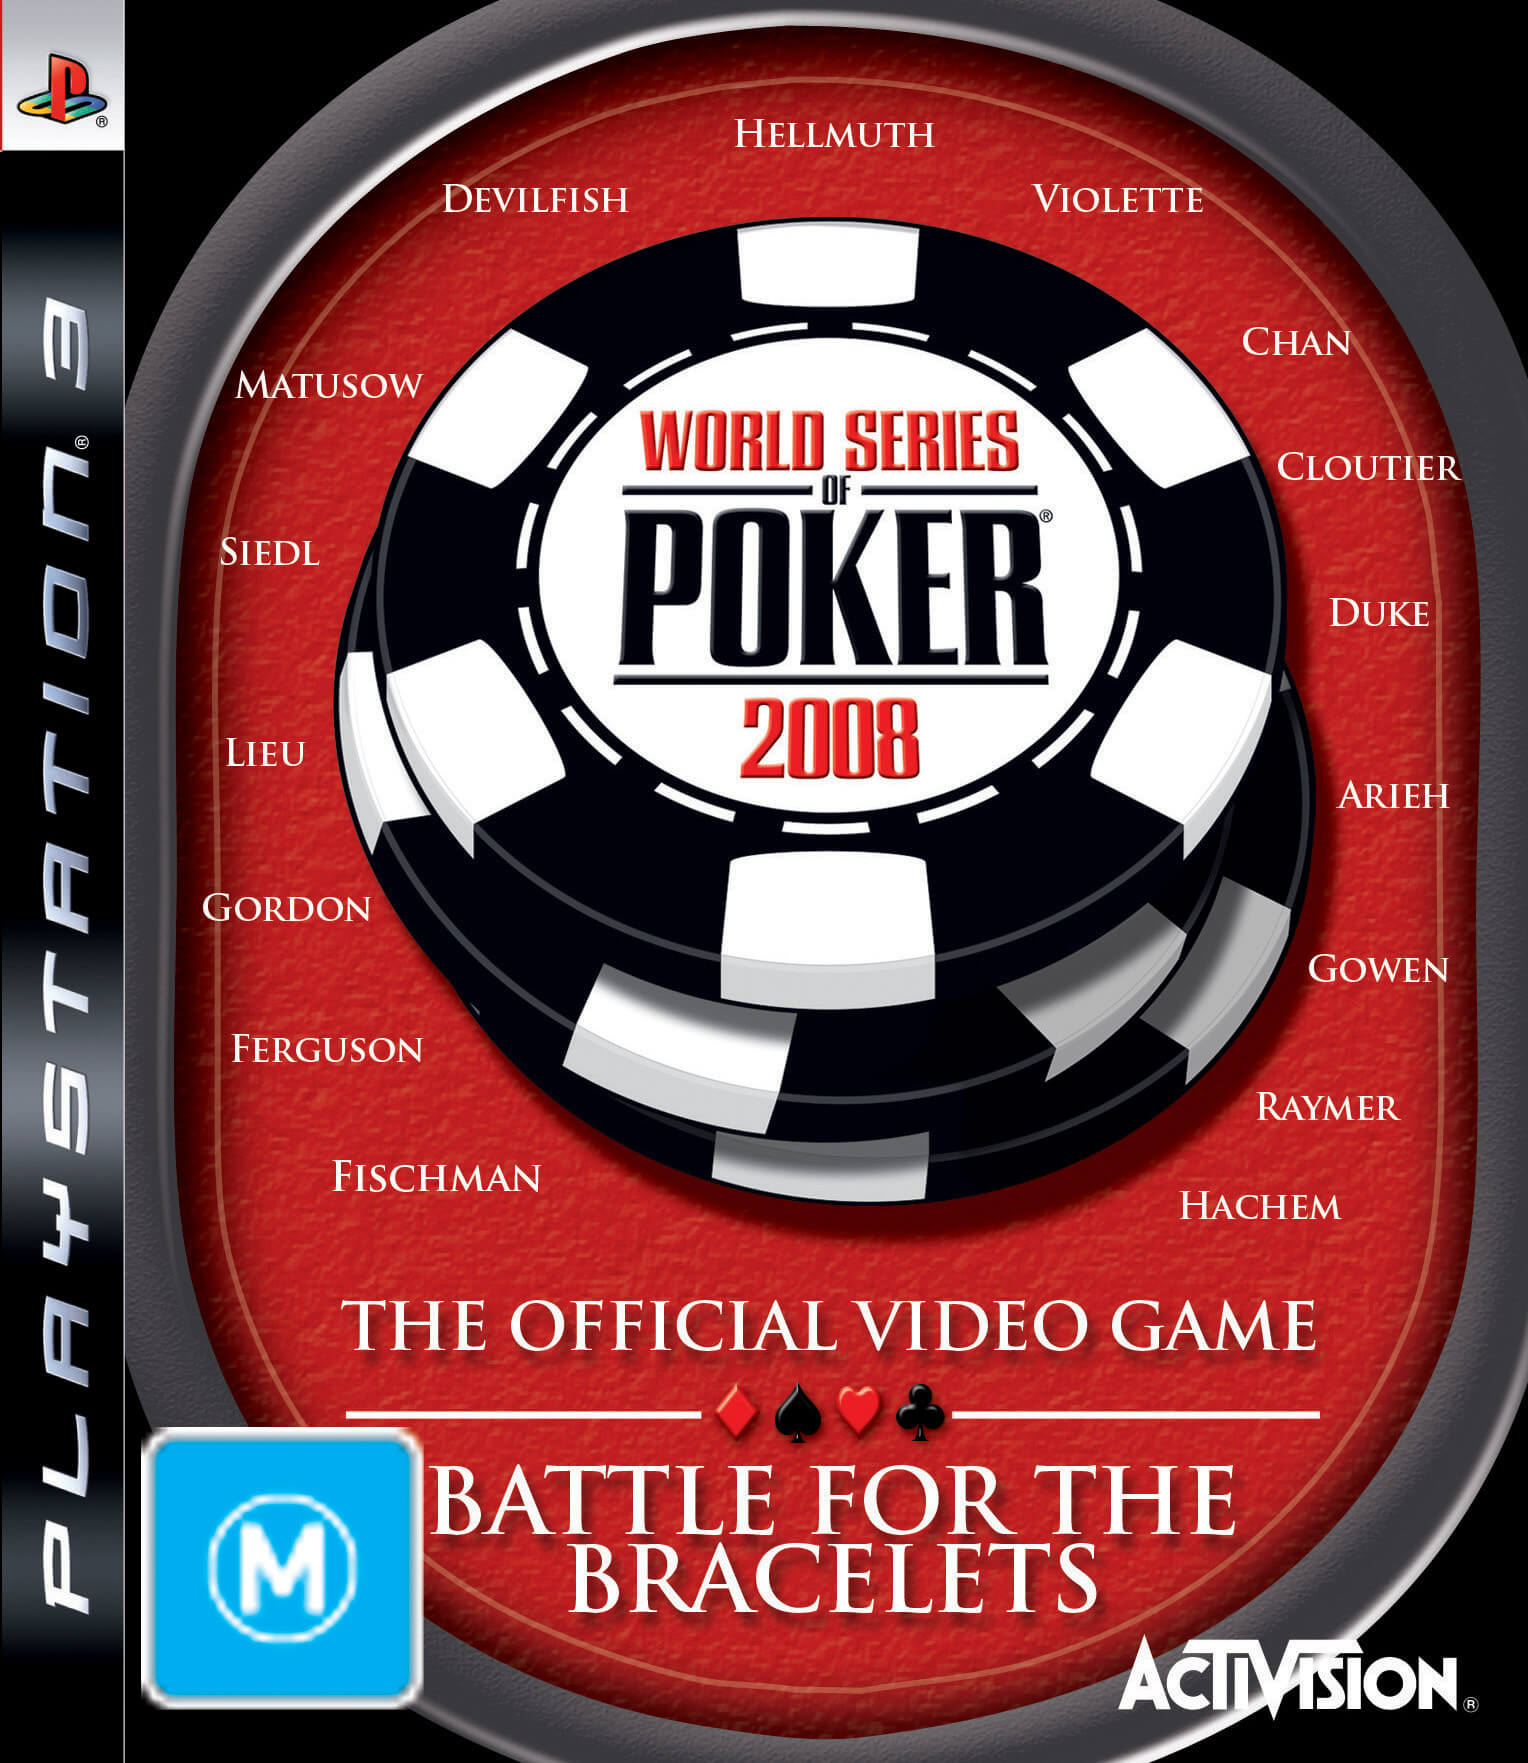 PLAYSTATION®3
HELLMUTH
DEVILFISH
VIOLETTE
CHAN
MATUSOW
CLOUTIER
SIEDL
DUKE
LIEU
ARIEH
GORDON
GOWEN
FERGUSON
RAYMER
FISCHMAN
HACHEM
WORLD SERIES
OF
POKER®
2008
THE OFFICIAL VIDEO GAME
BATTLE FOR THE
BRACELETS
M
ACTIVISION®